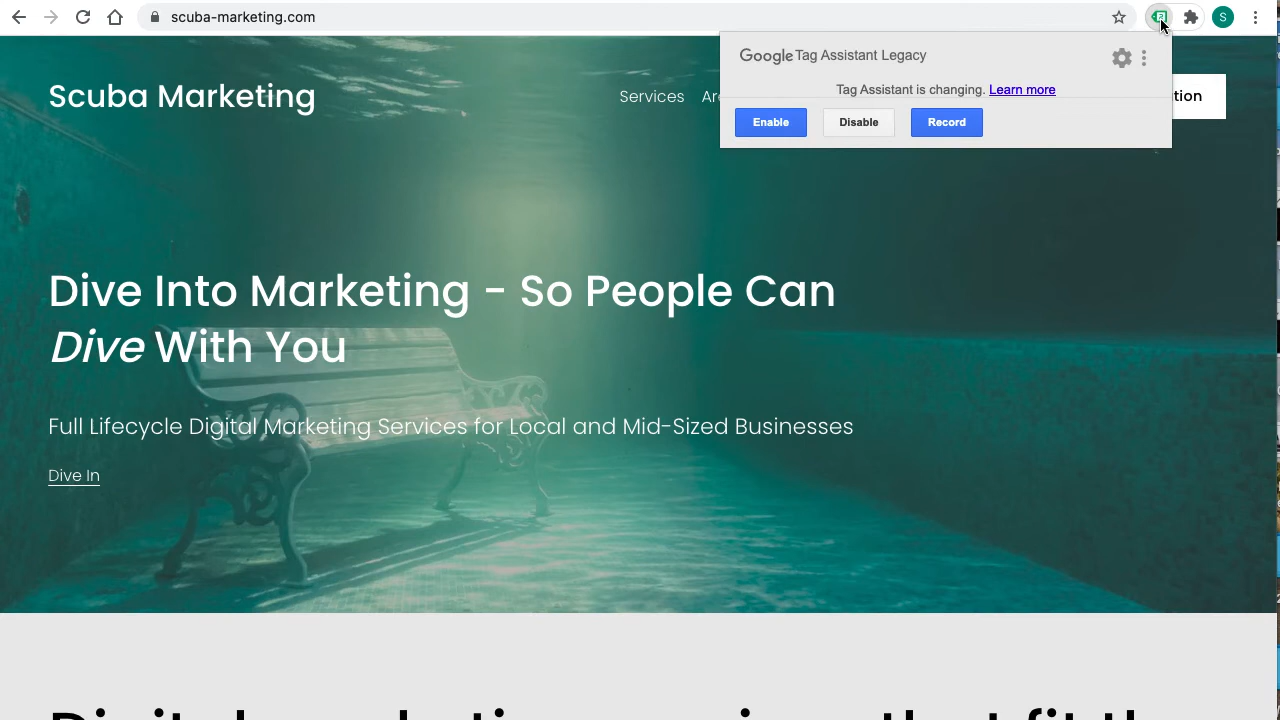 scuba-marketing.com
S
Google Tag Assistant Legacy
Tag Assistant is changing. Learn more
Enable Disable Record
Scuba Marketing
Services
Dive Into Marketing - So People Can
Dive With You
Full Lifecycle Digital Marketing Services for Local and Mid-Sized Businesses
Dive In